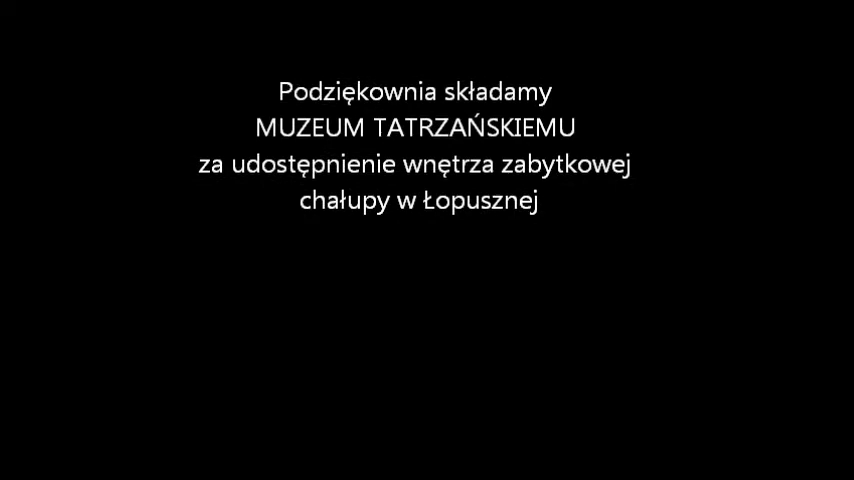 Podziękownia składamy
MUZEUM TATRZAŃSKIEMU
za udostępnienie wnętrza zabytkowej
chałupy w Łopusznej